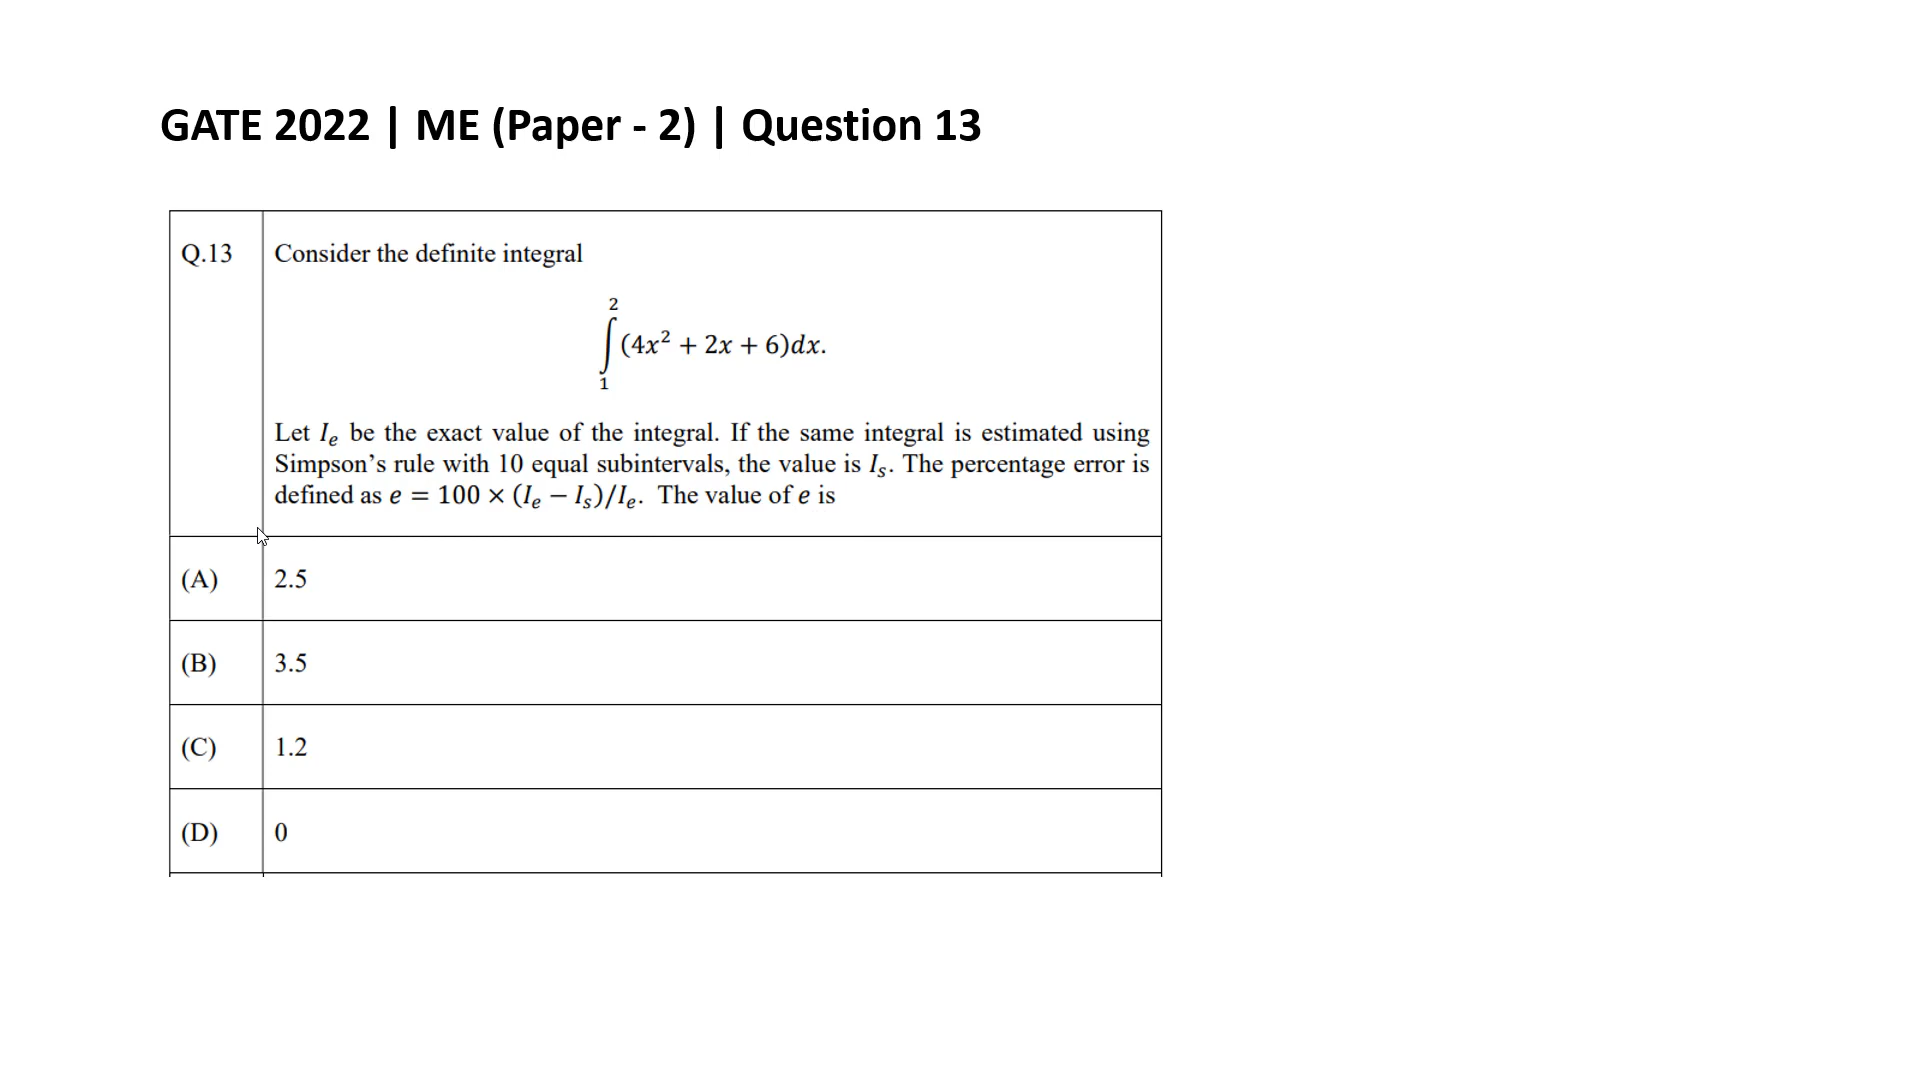 GATE 2022 | ME (Paper - 2) | Question 13
Q.13 Consider the definite integral
2
∫(4x² + 2x + 6)dx.
1
Let Iₑ be the exact value of the integral. If the same integral is estimated using
Simpson’s rule with 10 equal subintervals, the value is Iₛ. The percentage error is
defined as e = 100 × (Iₑ − Iₛ)/Iₑ. The value of e is
(A) 2.5
(B) 3.5
(C) 1.2
(D) 0